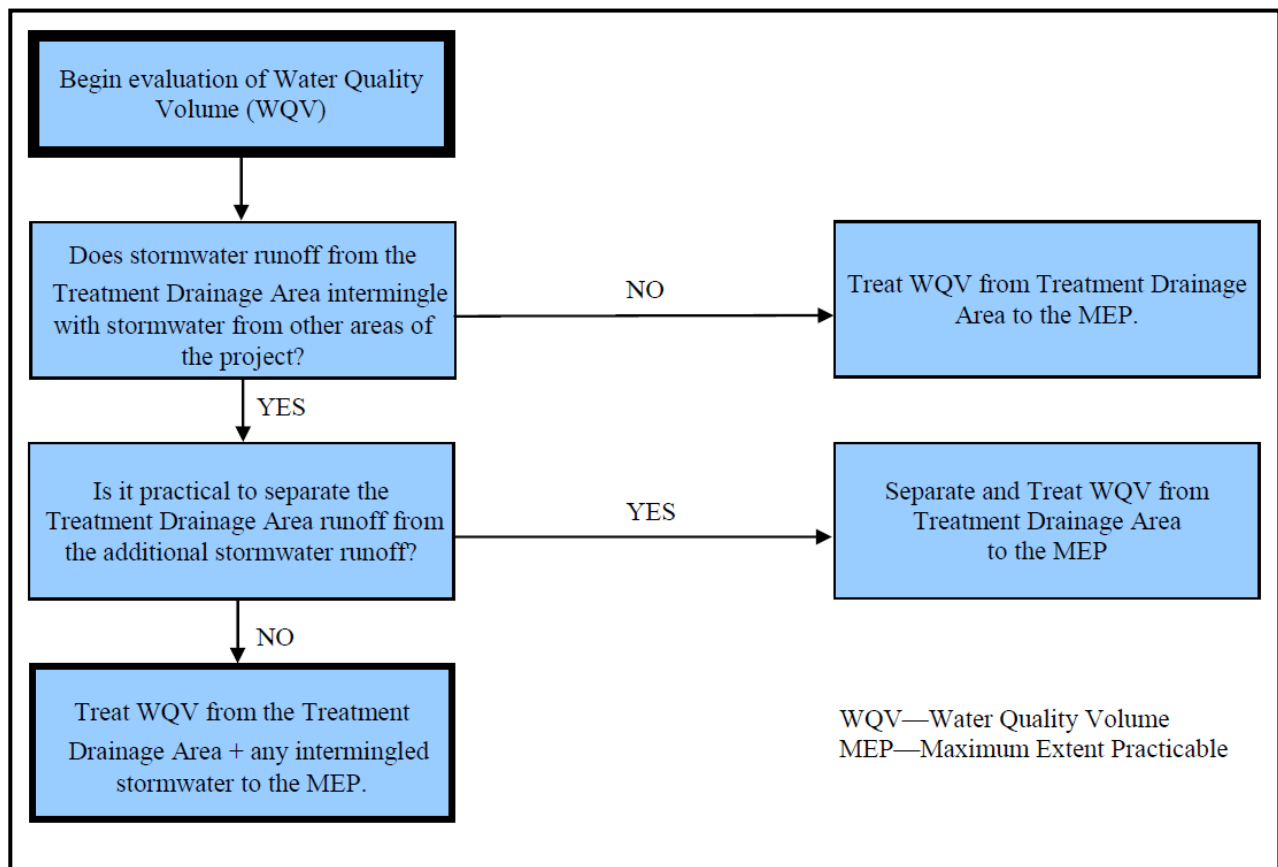 Begin evaluation of Water Quality
Volume (WQV)
Does stormwater runoff from the
Treatment Drainage Area intermingle
with stormwater from other areas of
the project?
NO
Treat WQV from Treatment Drainage
Area to the MEP.
YES
Is it practical to separate the
Treatment Drainage Area runoff from
the additional stormwater runoff?
YES
Separate and Treat WQV from
Treatment Drainage Area
to the MEP
NO
Treat WQV from the Treatment
Drainage Area + any intermingled
stormwater to the MEP.
WQV—Water Quality Volume
MEP—Maximum Extent Practicable